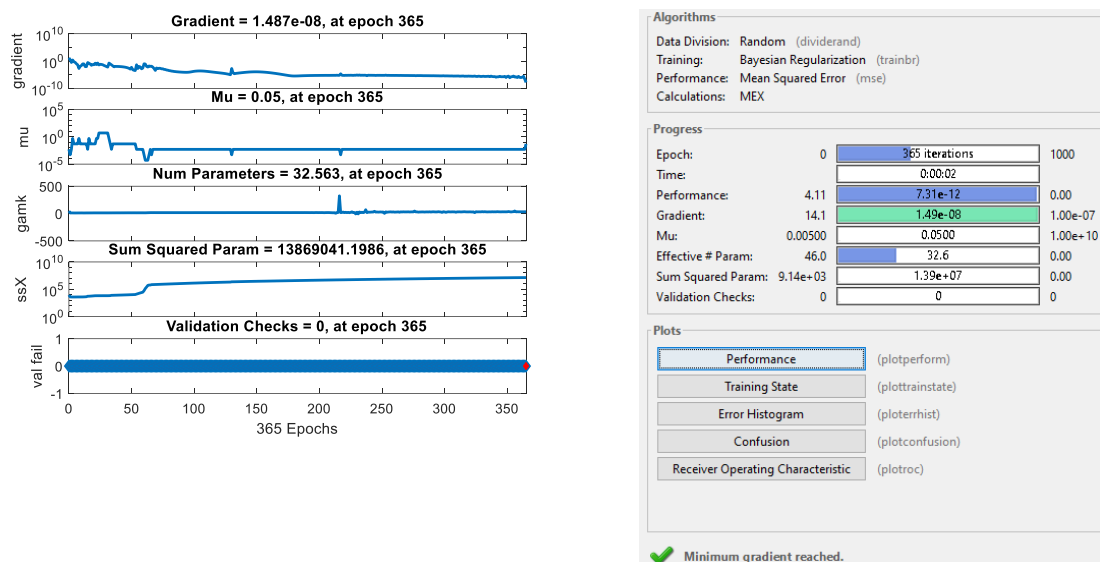 Gradient = 1.487e-08, at epoch 365
10^10
10^0
10^-10
gradient
Mu = 0.05, at epoch 365
10^5
10^0
10^-5
mu
Num Parameters = 32.563, at epoch 365
500
0
-500
gamk
Sum Squared Param = 13869041.1986, at epoch 365
10^10
10^5
10^0
ssX
Validation Checks = 0, at epoch 365
1
0
-1
val fail
0 50 100 150 200 250 300 350
365 Epochs
Algorithms
Data Division: Random (dividerand)
Training: Bayesian Regularization (trainbr)
Performance: Mean Squared Error (mse)
Calculations: MEX
Progress
Epoch: 0 365 iterations 1000
Time: 0:00:02
Performance: 4.11 7.31e-12 0.00
Gradient: 14.1 1.49e-08 1.00e-07
Mu: 0.00500 0.0500 1.00e+10
Effective # Param: 46.0 32.6 0.00
Sum Squared Param: 9.14e+03 1.39e+07 0.00
Validation Checks: 0 0 0
Plots
Performance (plotperform)
Training State (plottrainstate)
Error Histogram (ploterrhist)
Confusion (plotconfusion)
Receiver Operating Characteristic (plotroc)
Minimum gradient reached.